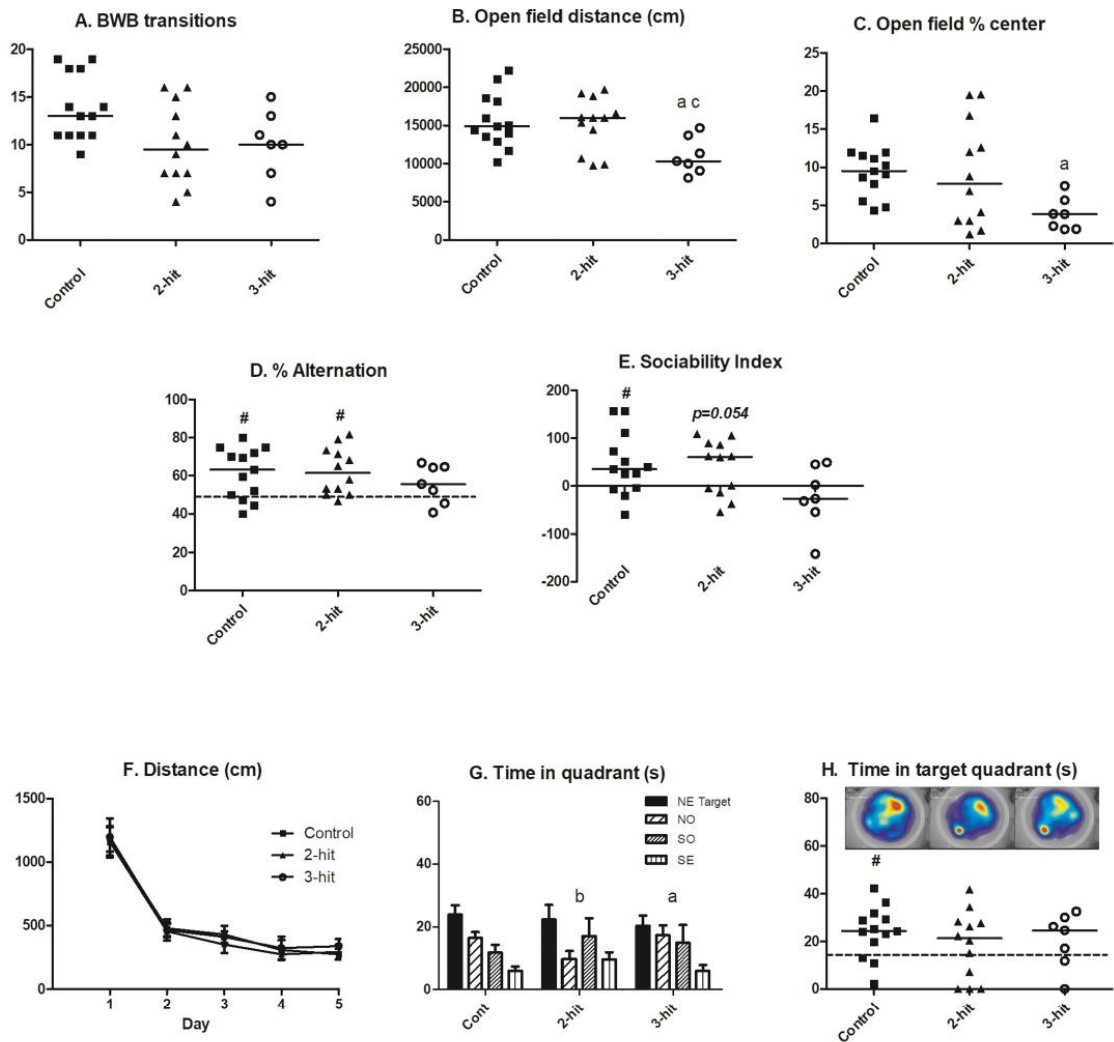 A. BWB transitions
20
15
10
5
0
Control
2-hit
3-hit
B. Open field distance (cm)
25000
20000
15000
10000
5000
0
a c
Control
2-hit
3-hit
C. Open field % center
25
20
15
10
5
0
a
Control
2-hit
3-hit
D. % Alternation
100
80
60
40
20
0
# #
Control
2-hit
3-hit
E. Sociability Index
200
100
0
-100
-200
#
p=0.054
Control
2-hit
3-hit
F. Distance (cm)
1500
1000
500
0
Control
2-hit
3-hit
1 2 3 4 5
Day
G. Time in quadrant (s)
60
40
20
0
NE Target
NO
SO
SE
b a
Cont
2-hit
3-hit
H. Time in target quadrant (s)
80
60
40
20
0
#
Control
2-hit
3-hit